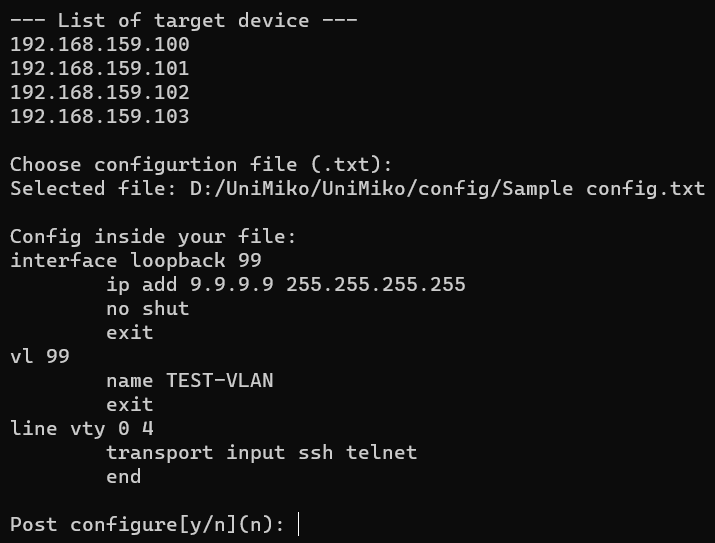 --- List of target device ---
192.168.159.100
192.168.159.101
192.168.159.102
192.168.159.103

Choose configurtion file (.txt):
Selected file: D:/UniMiko/UniMiko/config/Sample config.txt

Config inside your file:
interface loopback 99
        ip add 9.9.9.9 255.255.255.255
        no shut
        exit
vl 99
        name TEST-VLAN
        exit
line vty 0 4
        transport input ssh telnet
        end

Post configure[y/n](n):